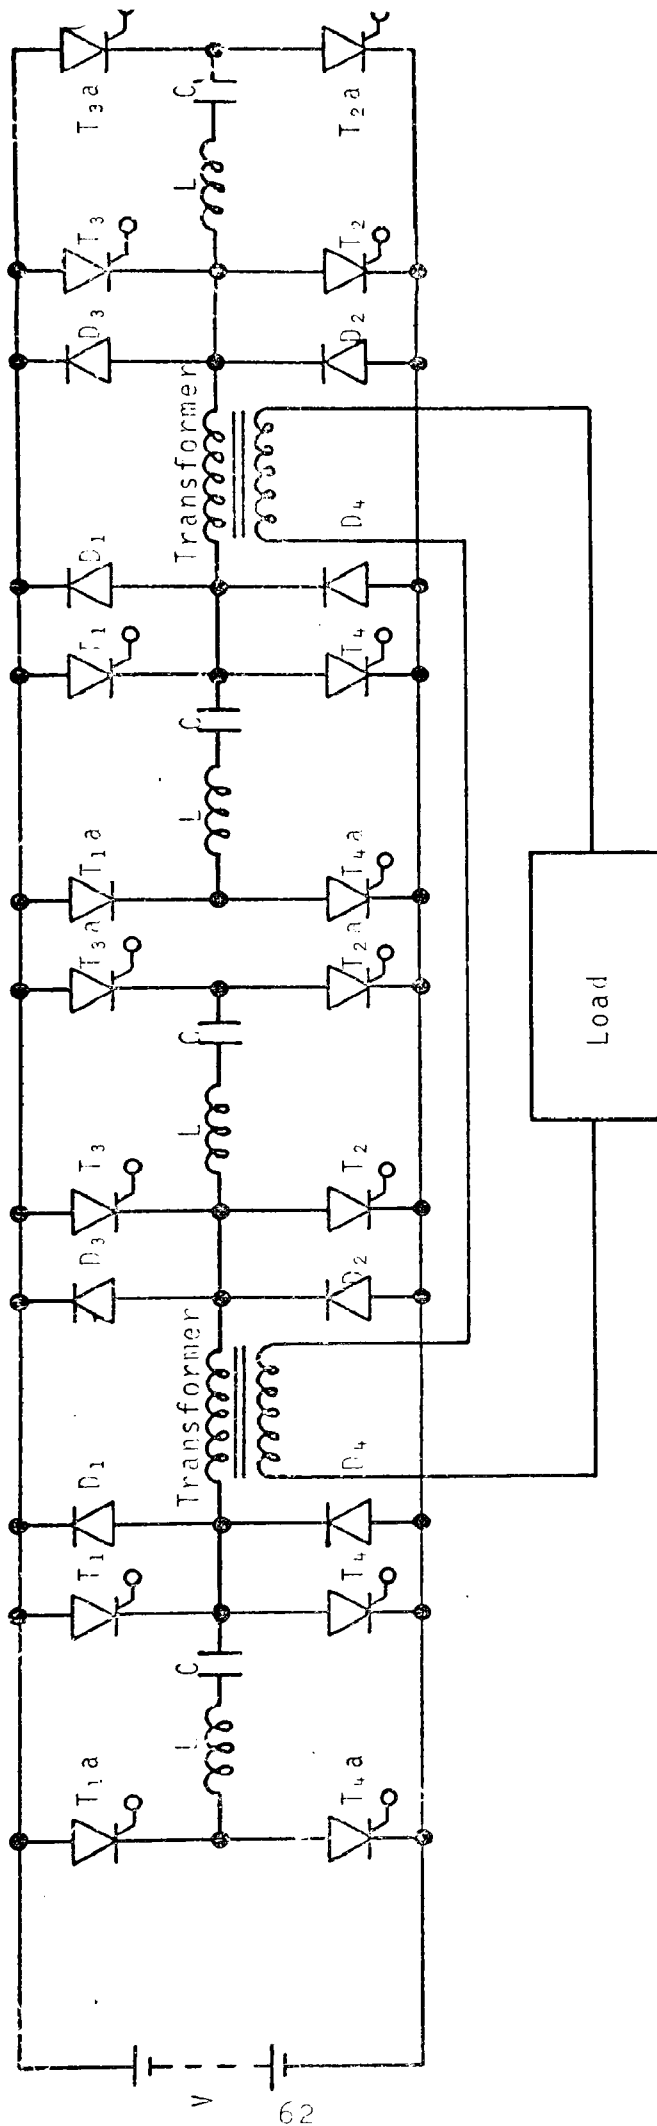 T₁a
T₁
D₁
D₃
T₃
T₃a
T₁a
T₁
D₁
D₃
T₃
T₃a
L
C
Transformer
L
C
L
C
Transformer
L
C
V
T₄a
T₄
D₄
D₂
T₂
T₂a
T₄a
T₄
D₄
D₂
T₂
T₂a
Load
62